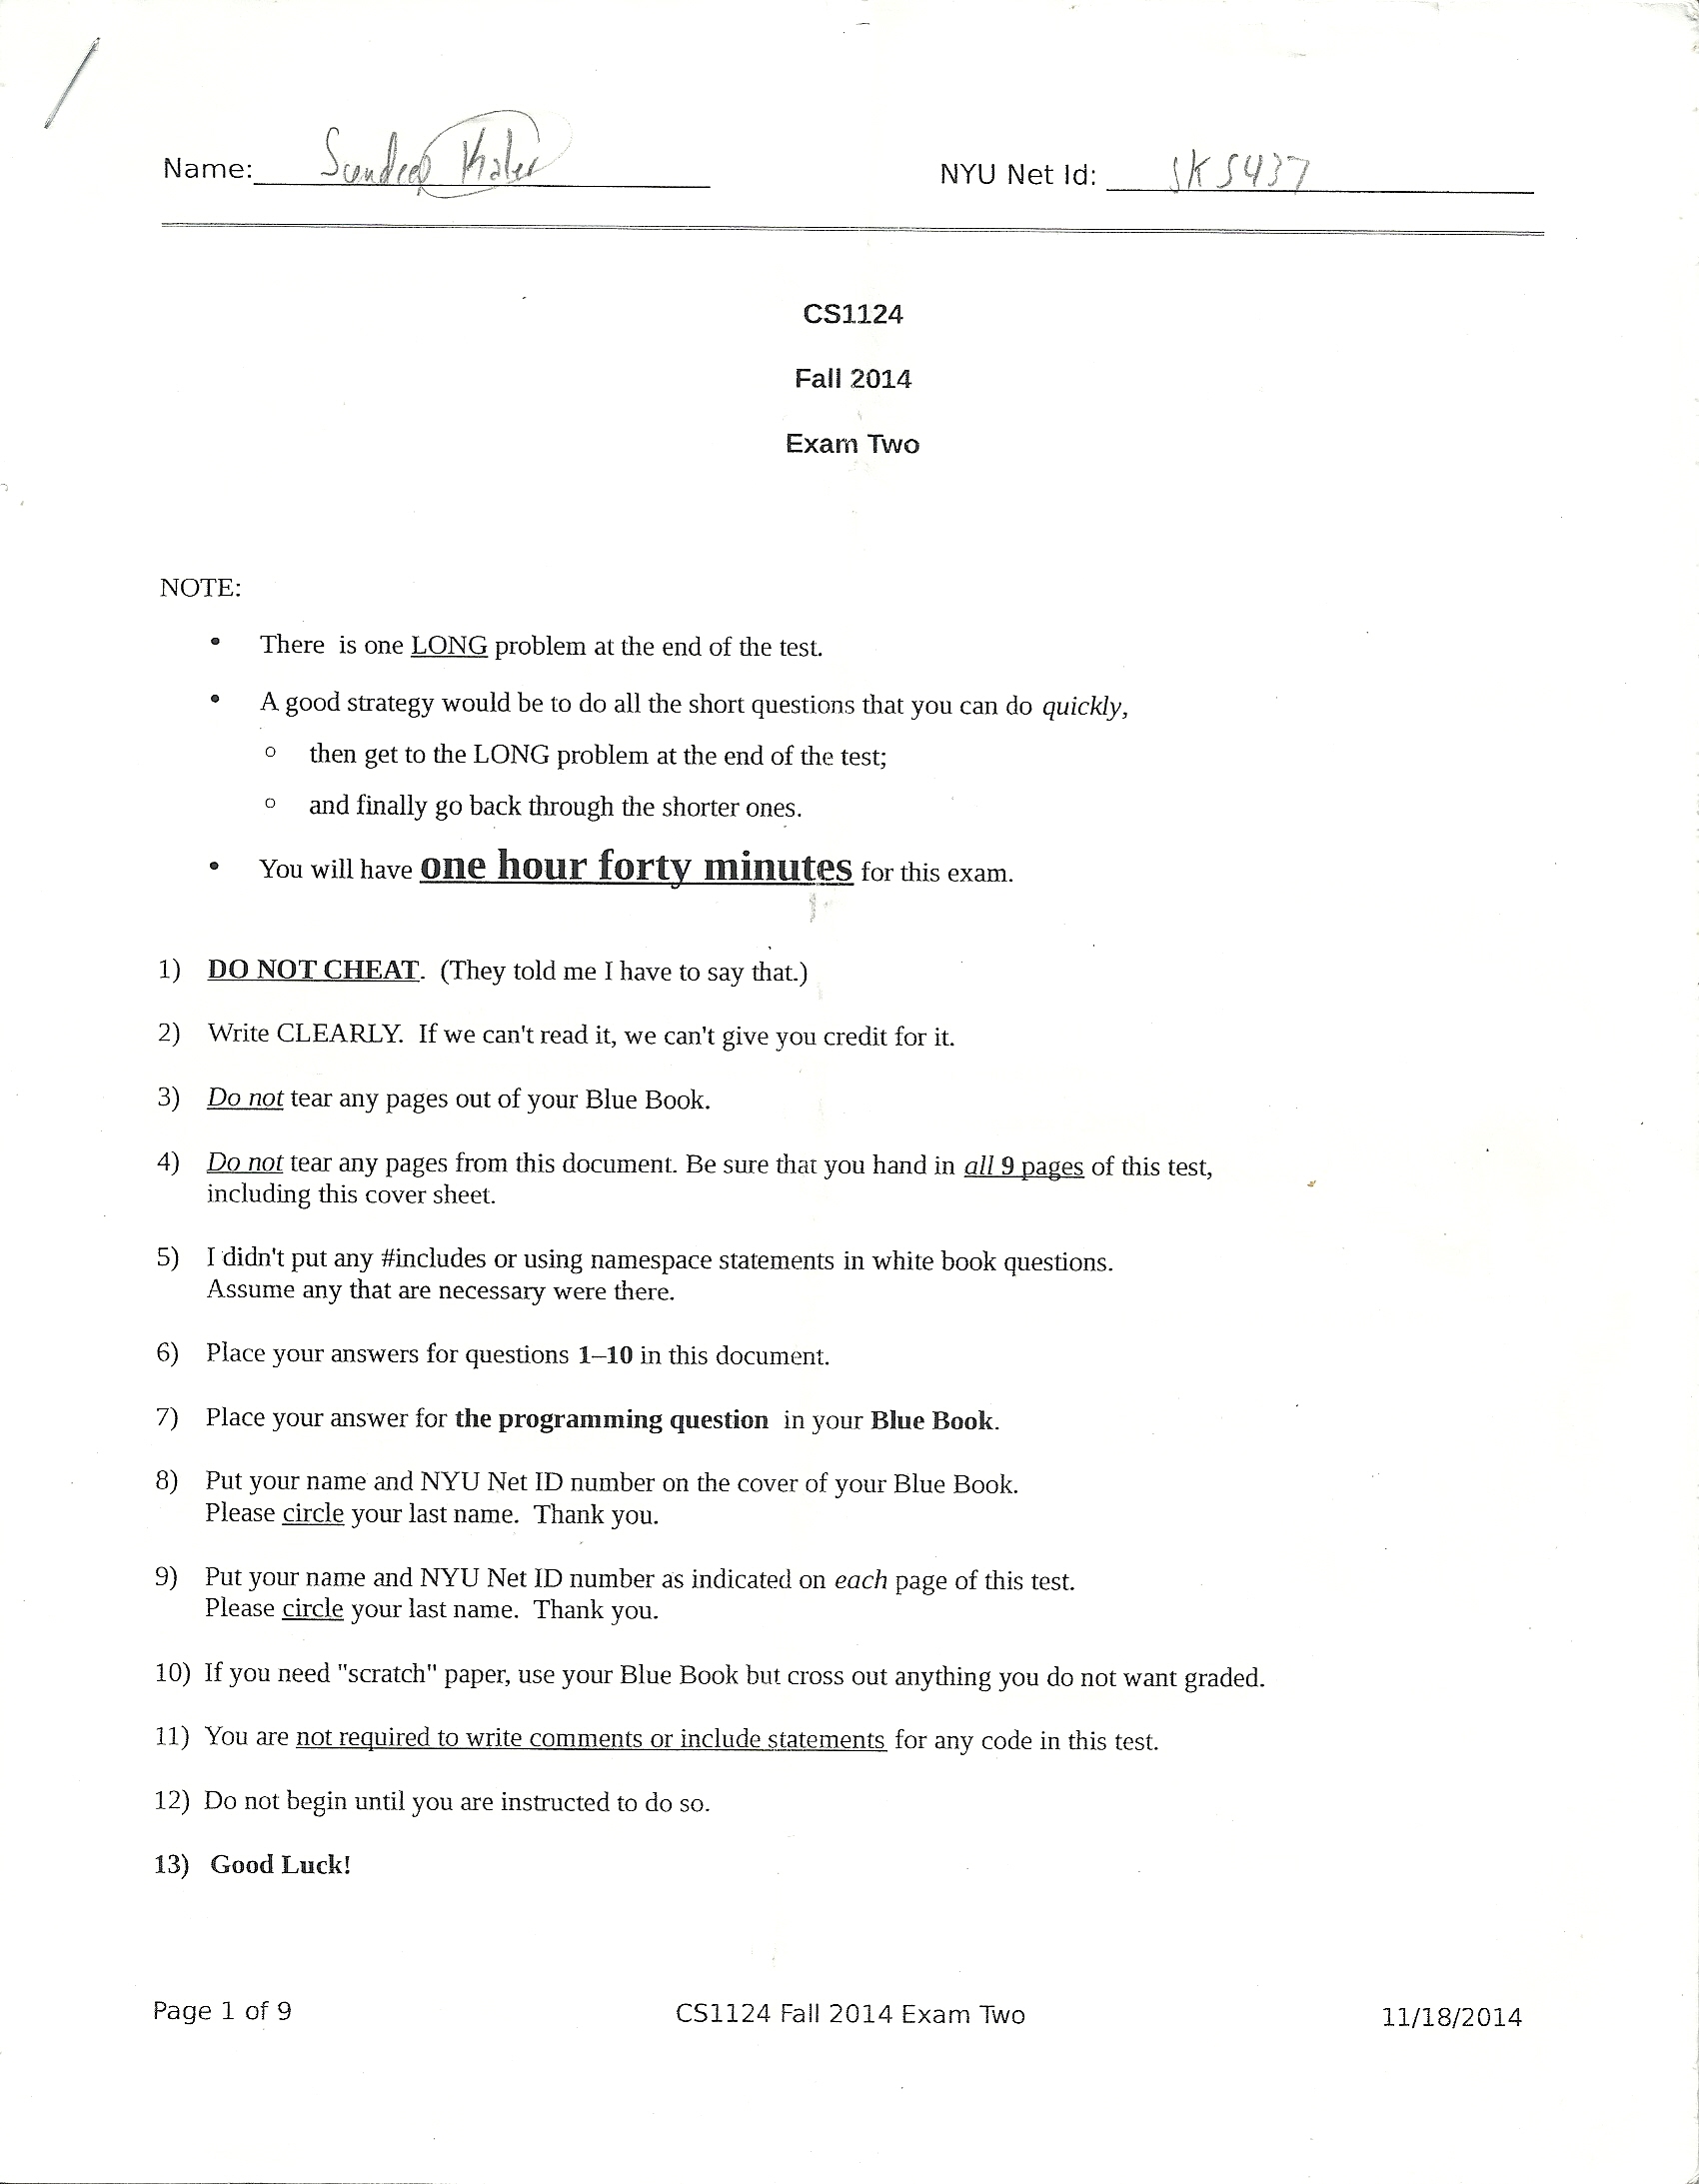 Name: Sundeep
NYU Net Id: SK5437
CS1124
Fall 2014
Exam Two
NOTE:
• There is one LONG problem at the end of the test.
• A good strategy would be to do all the short questions that you can do quickly,
o then get to the LONG problem at the end of the test;
o and finally go back through the shorter ones.
• You will have one hour forty minutes for this exam.
1) DO NOT CHEAT. (They told me I have to say that.)
2) Write CLEARLY. If we can't read it, we can't give you credit for it.
3) Do not tear any pages out of your Blue Book.
4) Do not tear any pages from this document. Be sure that you hand in all 9 pages of this test,
including this cover sheet.
5) I didn't put any #includes or using namespace statements in white book questions.
Assume any that are necessary were there.
6) Place your answers for questions 1–10 in this document.
7) Place your answer for the programming question in your Blue Book.
8) Put your name and NYU Net ID number on the cover of your Blue Book.
Please circle your last name. Thank you.
9) Put your name and NYU Net ID number as indicated on each page of this test.
Please circle your last name. Thank you.
10) If you need "scratch" paper, use your Blue Book but cross out anything you do not want graded.
11) You are not required to write comments or include statements for any code in this test.
12) Do not begin until you are instructed to do so.
13) Good Luck!
Page 1 of 9
CS1124 Fall 2014 Exam Two
11/18/2014